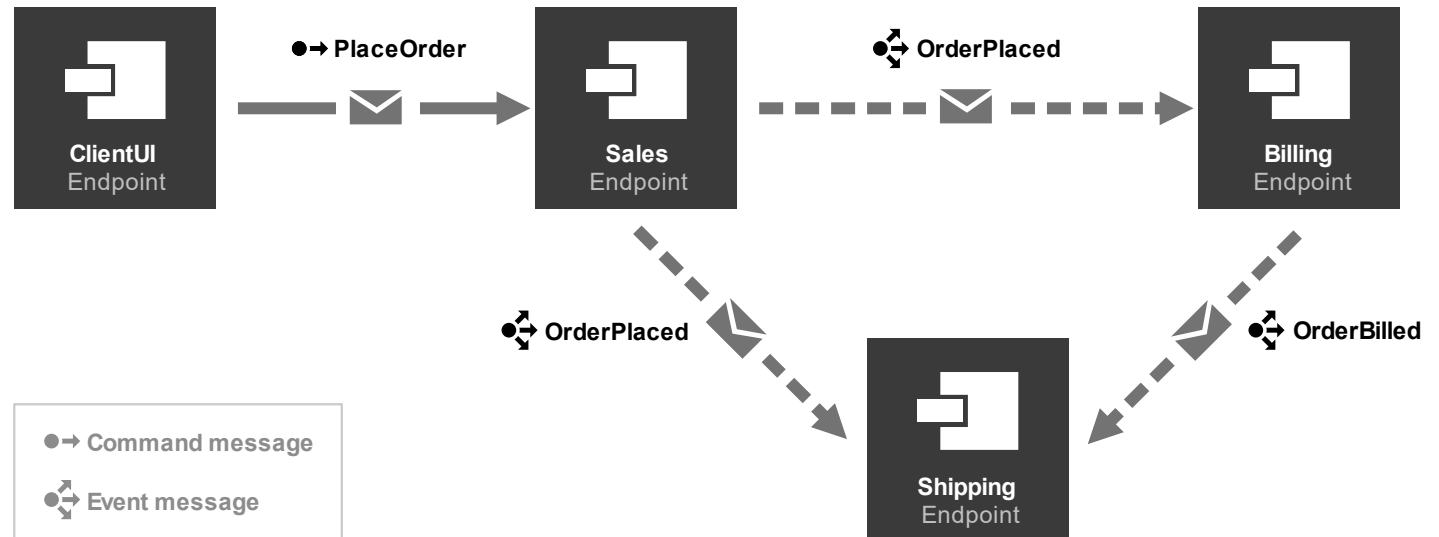 PlaceOrder
OrderPlaced
ClientUI
Endpoint
Sales
Endpoint
Billing
Endpoint
OrderPlaced
OrderBilled
Command message
Event message
Shipping
Endpoint